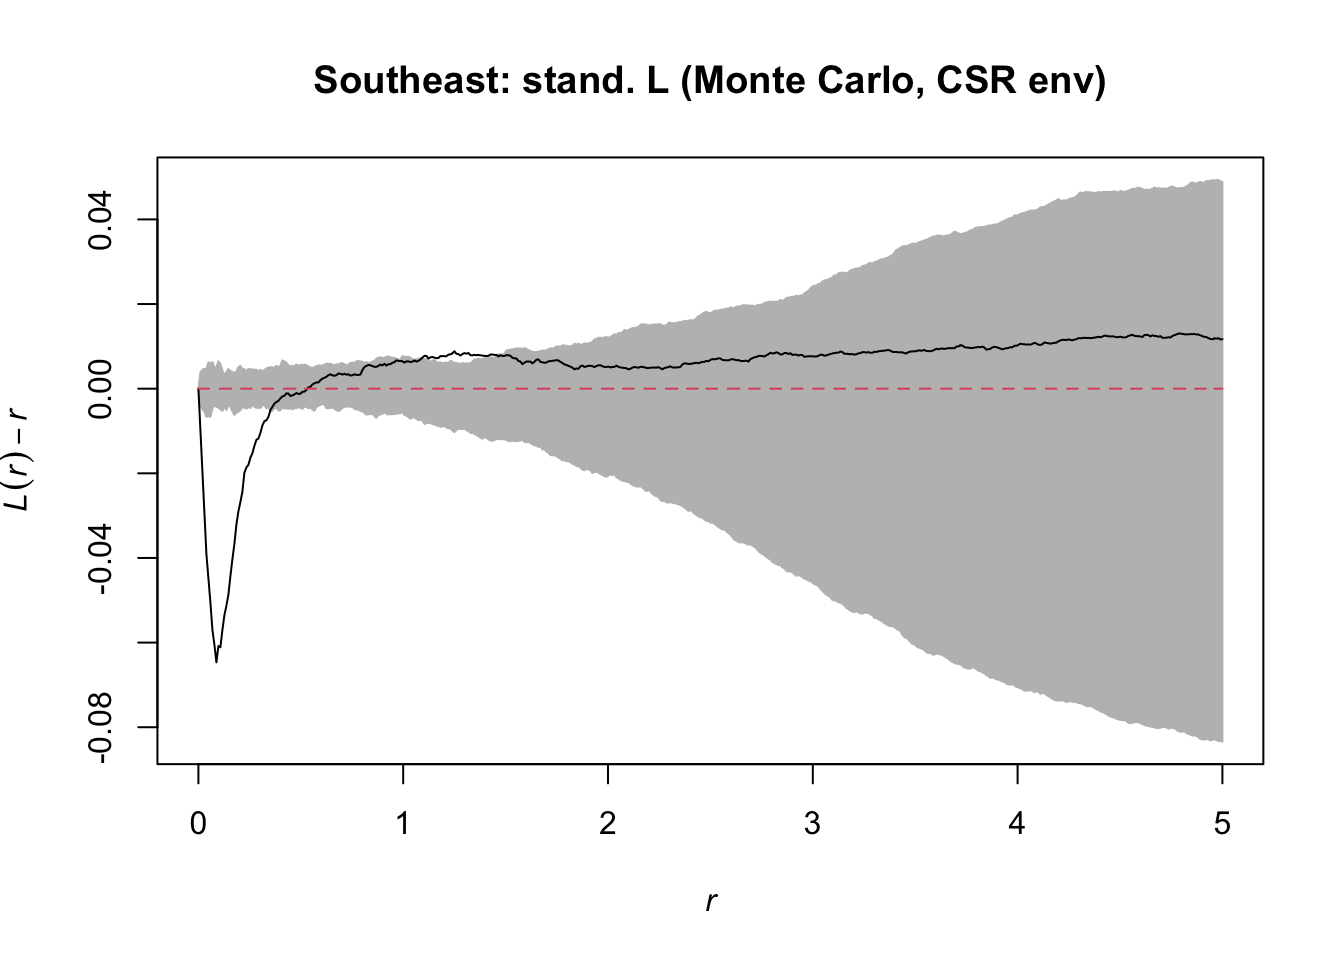 Southeast: stand. L (Monte Carlo, CSR env)
L(r) − r
0.04
0.00
-0.04
-0.08
0 1 2 3 4 5
r